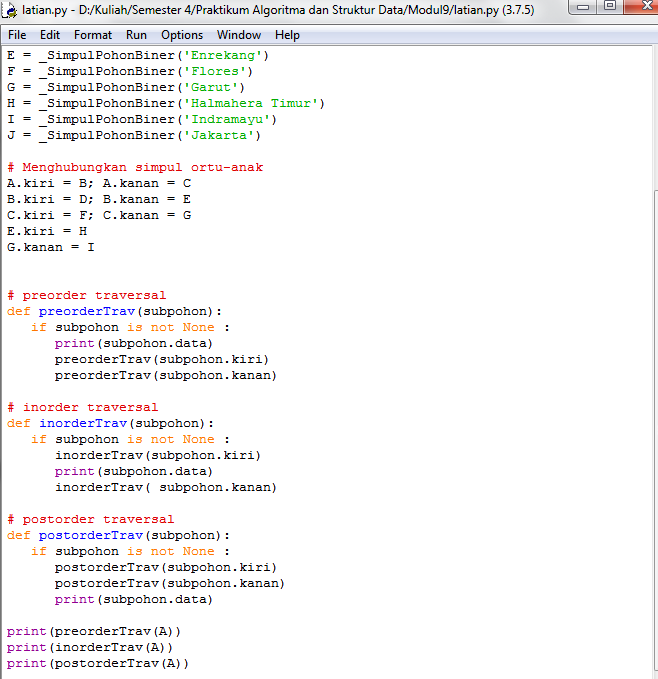 latian.py - D:/Kuliah/Semester 4/Praktikum Algoritma dan Struktur Data/Modul9/latian.py (3.7.5)
File Edit Format Run Options Window Help
E = _SimpulPohonBiner('Enrekang')
F = _SimpulPohonBiner('Flores')
G = _SimpulPohonBiner('Garut')
H = _SimpulPohonBiner('Halmahera Timur')
I = _SimpulPohonBiner('Indramayu')
J = _SimpulPohonBiner('Jakarta')

# Menghubungkan simpul ortu-anak
A.kiri = B; A.kanan = C
B.kiri = D; B.kanan = E
C.kiri = F; C.kanan = G
E.kiri = H
G.kanan = I

# preorder traversal
def preorderTrav(subpohon):
   if subpohon is not None :
      print(subpohon.data)
      preorderTrav(subpohon.kiri)
      preorderTrav(subpohon.kanan)

# inorder traversal
def inorderTrav(subpohon):
   if subpohon is not None :
      inorderTrav(subpohon.kiri)
      print(subpohon.data)
      inorderTrav( subpohon.kanan)

# postorder traversal
def postorderTrav(subpohon):
   if subpohon is not None :
      postorderTrav(subpohon.kiri)
      postorderTrav(subpohon.kanan)
      print(subpohon.data)

print(preorderTrav(A))
print(inorderTrav(A))
print(postorderTrav(A))